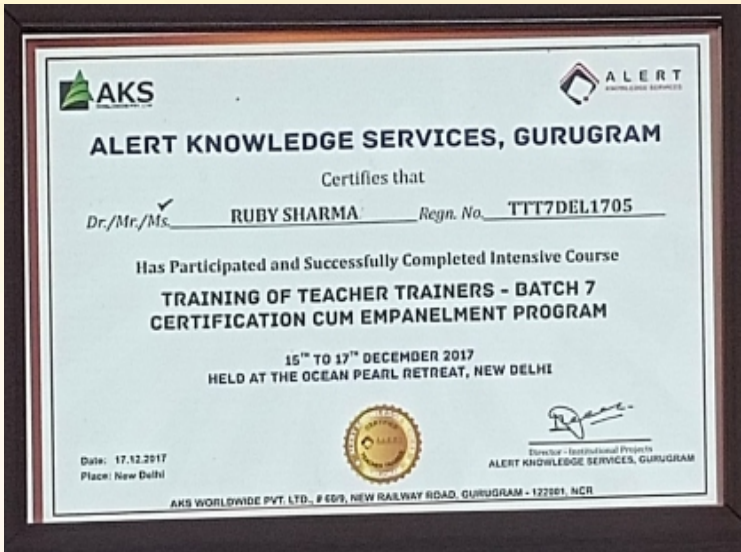 AKS
ALERT
KNOWLEDGE SERVICES
ALERT KNOWLEDGE SERVICES, GURUGRAM
Certifies that
Dr./Mr./Ms. RUBY SHARMA Regn. No. TTT7DEL1705
Has Participated and Successfully Completed Intensive Course
TRAINING OF TEACHER TRAINERS - BATCH 7
CERTIFICATION CUM EMPANELMENT PROGRAM
15TH TO 17TH DECEMBER 2017
HELD AT THE OCEAN PEARL RETREAT, NEW DELHI
CERTIFIED
Date: 17.12.2017
Place: New Delhi
Director - Institutional Projects
ALERT KNOWLEDGE SERVICES, GURUGRAM
AKS WORLDWIDE PVT. LTD., # 60/9, NEW RAILWAY ROAD, GURUGRAM - 122001, NCR